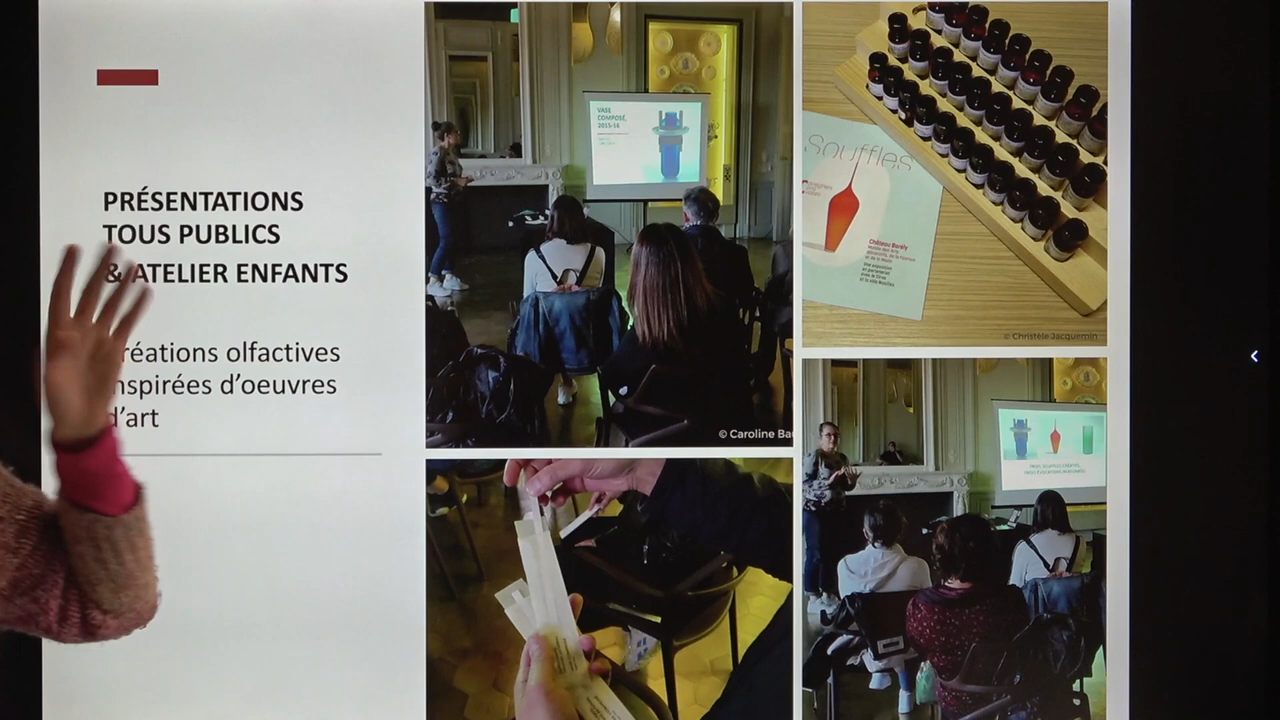 PRÉSENTATIONS
TOUS PUBLICS
& ATELIER ENFANTS
réations olfactives
nspirées d’oeuvres
d’art
VASE
COMPOSÉ,
2015-16
© Caroline Bau
Souffles
Château Borély
© Christèle Jacquemin